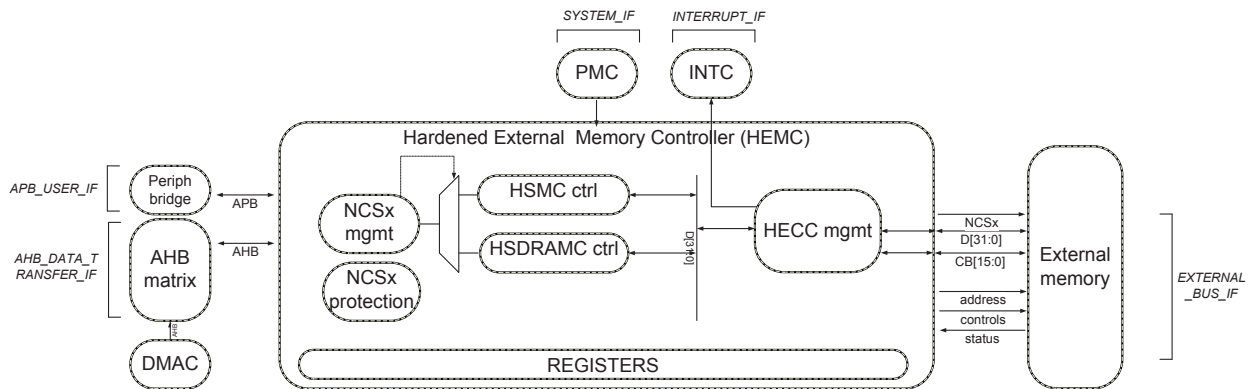 SYSTEM_IF
INTERRUPT_IF
PMC
INTC
Hardened External Memory Controller (HEMC)
APB_USER_IF
Periph
bridge
APB
AHB_DATA_T
RANSFER_IF
AHB
matrix
AHB
AHB
DMAC
NCSx
mgmt
NCSx
protection
HSMC ctrl
HSDRAMC ctrl
D[31:0]
HECC mgmt
REGISTERS
NCSx
D[31:0]
CB[15:0]
address
controls
status
External
memory
EXTERNAL
_BUS_IF